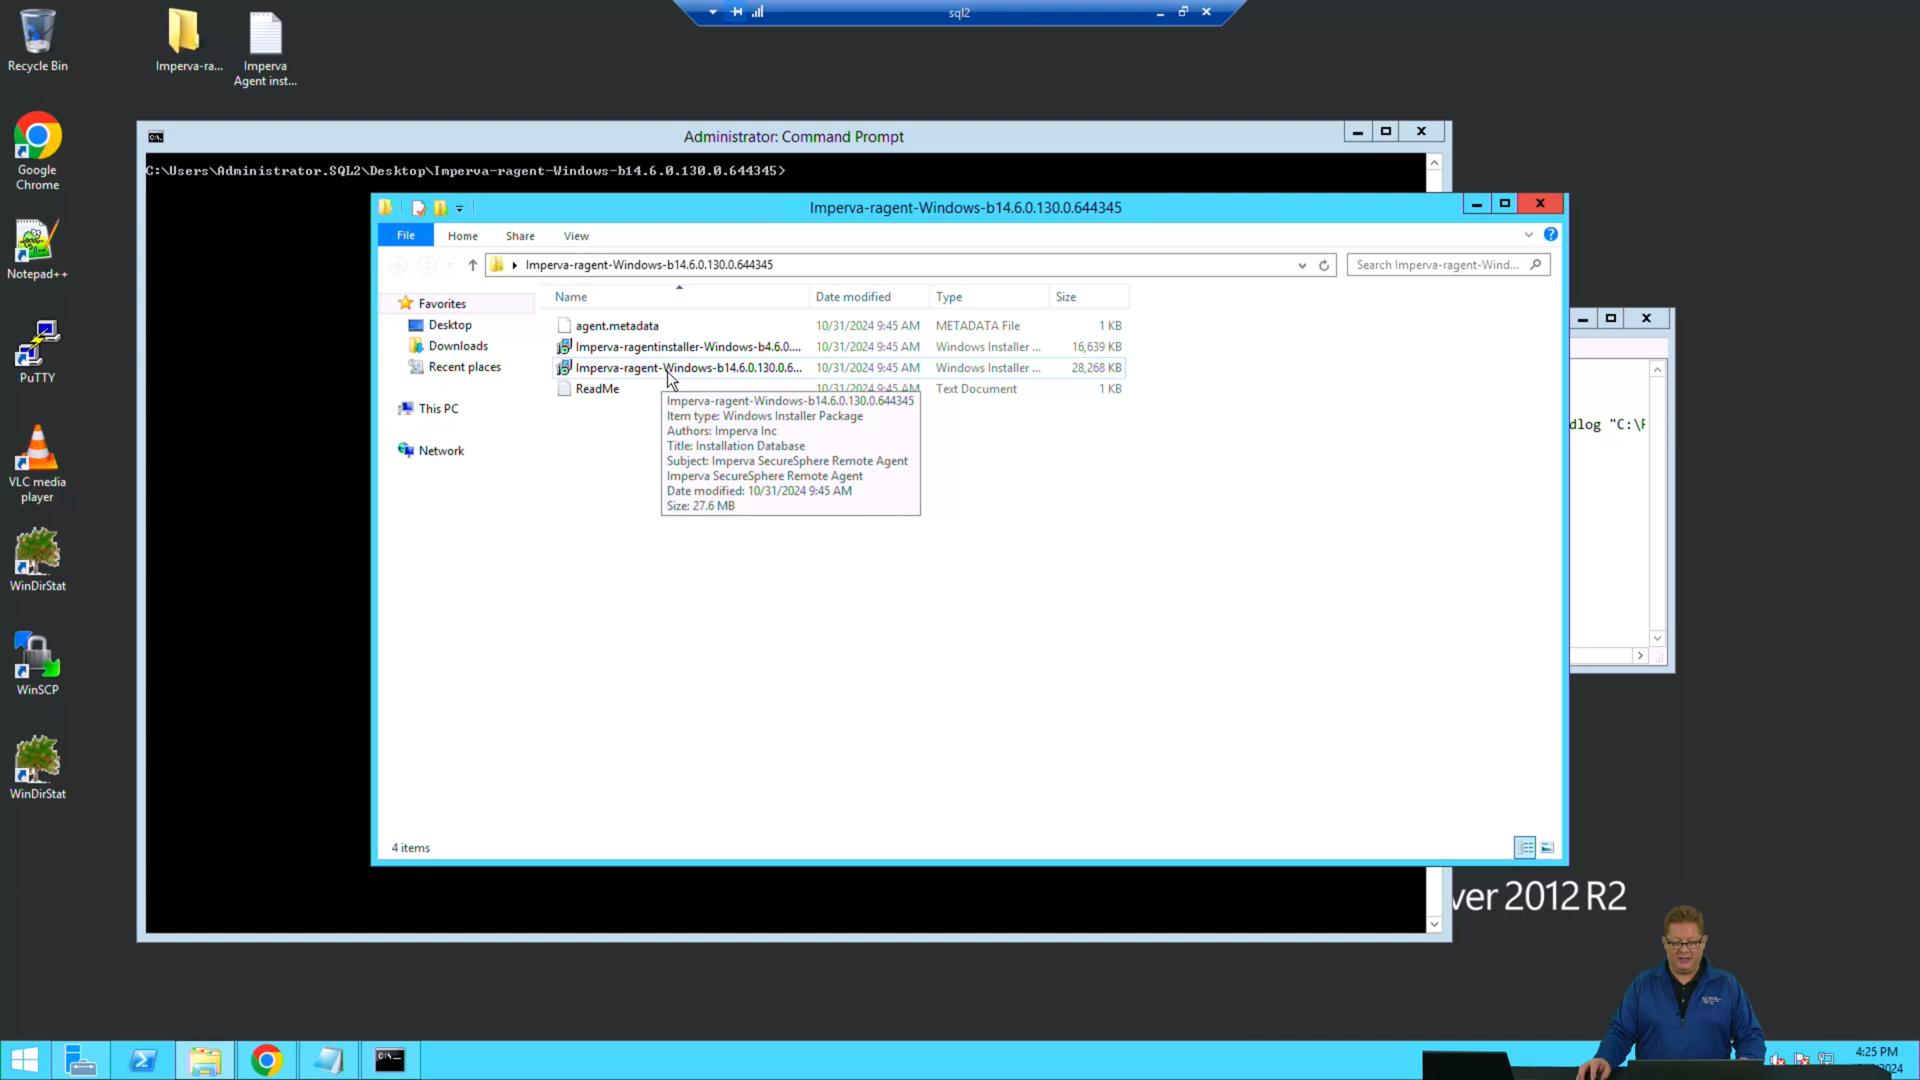 sql2
Recycle Bin
Imperva-ra...
Imperva
Agent inst...
Google
Chrome
Notepad++
PuTTY
VLC media
player
WinDirStat
WinSCP
WinDirStat
Administrator: Command Prompt
C:\Users\Administrator.SQL2\Desktop\Imperva-ragent-Windows-b14.6.0.130.0.644345>
Imperva-ragent-Windows-b14.6.0.130.0.644345
File Home Share View
Imperva-ragent-Windows-b14.6.0.130.0.644345
Search Imperva-ragent-Wind...
Favorites
Desktop
Downloads
Recent places
This PC
Network
Name Date modified Type Size
agent.metadata 10/31/2024 9:45 AM METADATA File 1 KB
Imperva-ragentinstaller-Windows-b4.6.0.... 10/31/2024 9:45 AM Windows Installer ... 16,639 KB
Imperva-ragent-Windows-b14.6.0.130.0.6... 10/31/2024 9:45 AM Windows Installer ... 28,268 KB
ReadMe 10/31/2024 9:45 AM Text Document 1 KB
Imperva-ragent-Windows-b14.6.0.130.0.644345
Item type: Windows Installer Package
Authors: Imperva Inc
Title: Installation Database
Subject: Imperva SecureSphere Remote Agent
Imperva SecureSphere Remote Agent
Date modified: 10/31/2024 9:45 AM
Size: 27.6 MB
dlog "C:\
4 items
ver 2012 R2
4:25 PM
2024